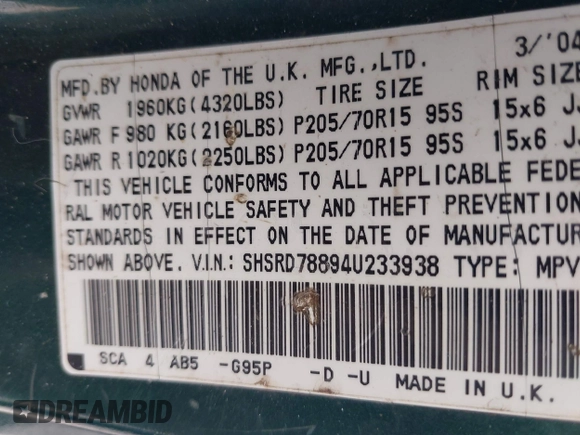 MFD.BY HONDA OF THE U.K. MFG.,LTD. 3/'04
GVWR 1960KG(4320LBS) TIRE SIZE RIM SIZE
GAWR F 980 KG(2160LBS) P205/70R15 95S 15x6 J
GAWR R 1020KG(2250LBS) P205/70R15 95S 15x6 J
THIS VEHICLE CONFORMS TO ALL APPLICABLE FEDE
RAL MOTOR VEHICLE SAFETY AND THEFT PREVENTION
STANDARDS IN EFFECT ON THE DATE OF MANUFACTUR
SHOWN ABOVE. V.I.N: SHSRD78894U233938 TYPE: MPV
SCA 4 AB5 -G95P -D -U MADE IN U.K.
DREAMBID